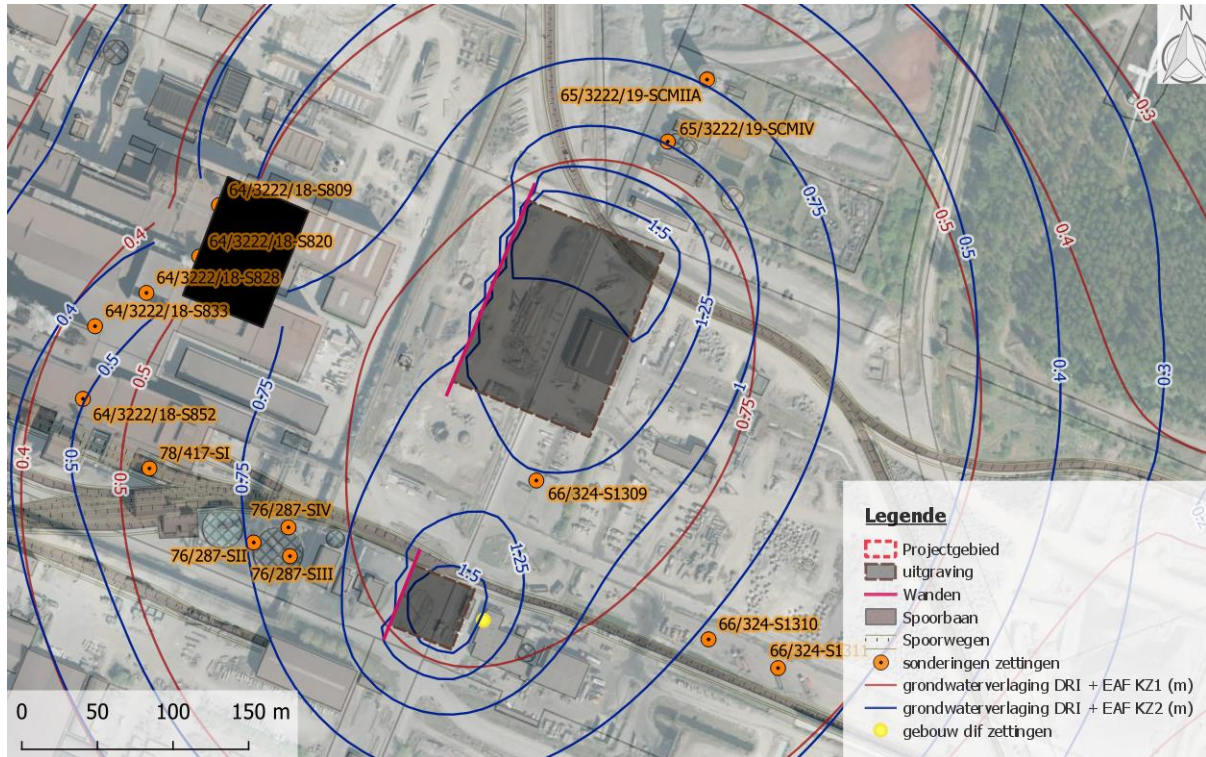 N
65/3222/19-SCMIIA
65/3222/19-SCMIV
0.3
64/3222/18-S809
0.75
1.5
0.5
0.4
0.4
64/3222/18-S820
0.5
64/3222/18-S828
64/3222/18-S833
0.4
1.25
0.4
0.3
0.5
0.5
0.75
1
0.75
64/3222/18-S852
0.4
0.5
0.5
0.75
78/417-SI
66/324-S1309
76/287-SIV
76/287-SII
76/287-SIII
1.25
1.5
66/324-S1310
66/324-S1311
0.2
0 50 100 150 m
Legende
Projectgebied
uitgraving
Wanden
Spoorbaan
Spoorwegen
sonderingen zettingen
grondwaterverlaging DRI + EAF KZ1 (m)
grondwaterverlaging DRI + EAF KZ2 (m)
gebouw dif zettingen